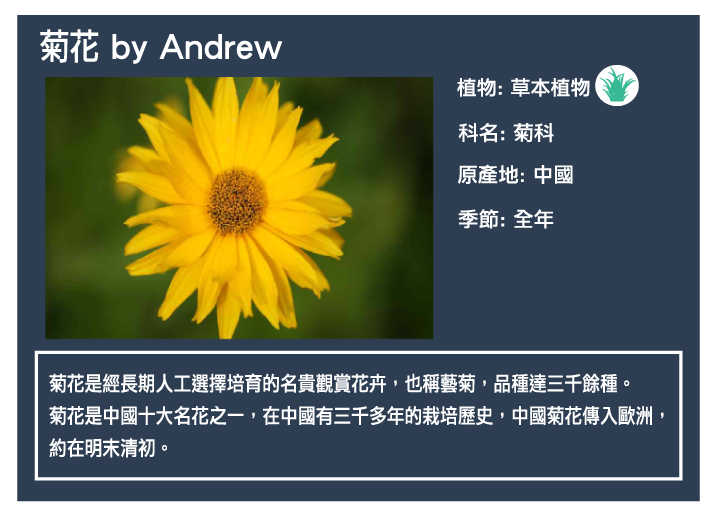 菊花 by Andrew
植物: 草本植物
科名: 菊科
原產地: 中國
季節: 全年
菊花是經長期人工選擇培育的名貴觀賞花卉，也稱藝菊，品種達三千餘種。
菊花是中國十大名花之一，在中國有三千多年的栽培歷史，中國菊花傳入歐洲，
約在明末清初。